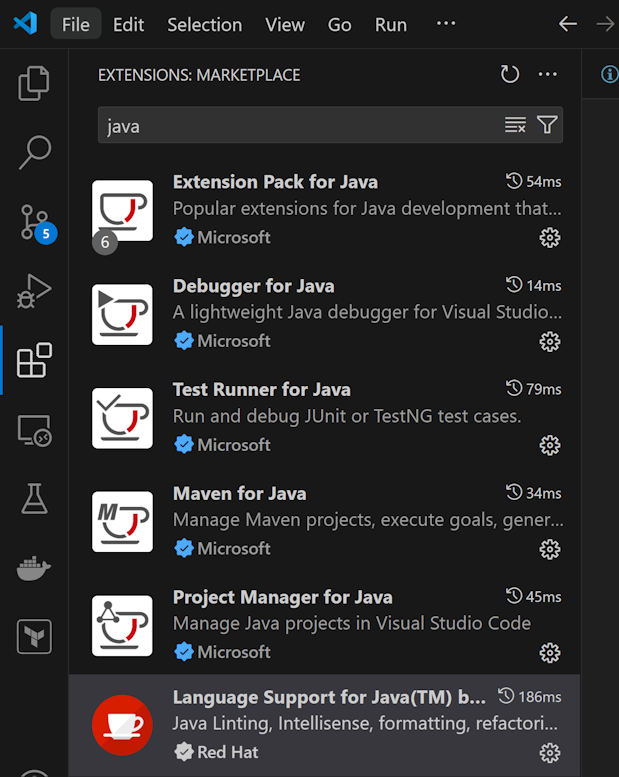 File Edit Selection View Go Run ...
EXTENSIONS: MARKETPLACE
java
5
Extension Pack for Java 54ms
Popular extensions for Java development that...
6 Microsoft
Debugger for Java 14ms
A lightweight Java debugger for Visual Studio...
Microsoft
Test Runner for Java 79ms
Run and debug JUnit or TestNG test cases.
Microsoft
Maven for Java 34ms
M
Manage Maven projects, execute goals, gener...
Microsoft
Project Manager for Java 45ms
Manage Java projects in Visual Studio Code
Microsoft
Language Support for Java(TM) b... 186ms
Java Linting, Intellisense, formatting, refactori...
Red Hat